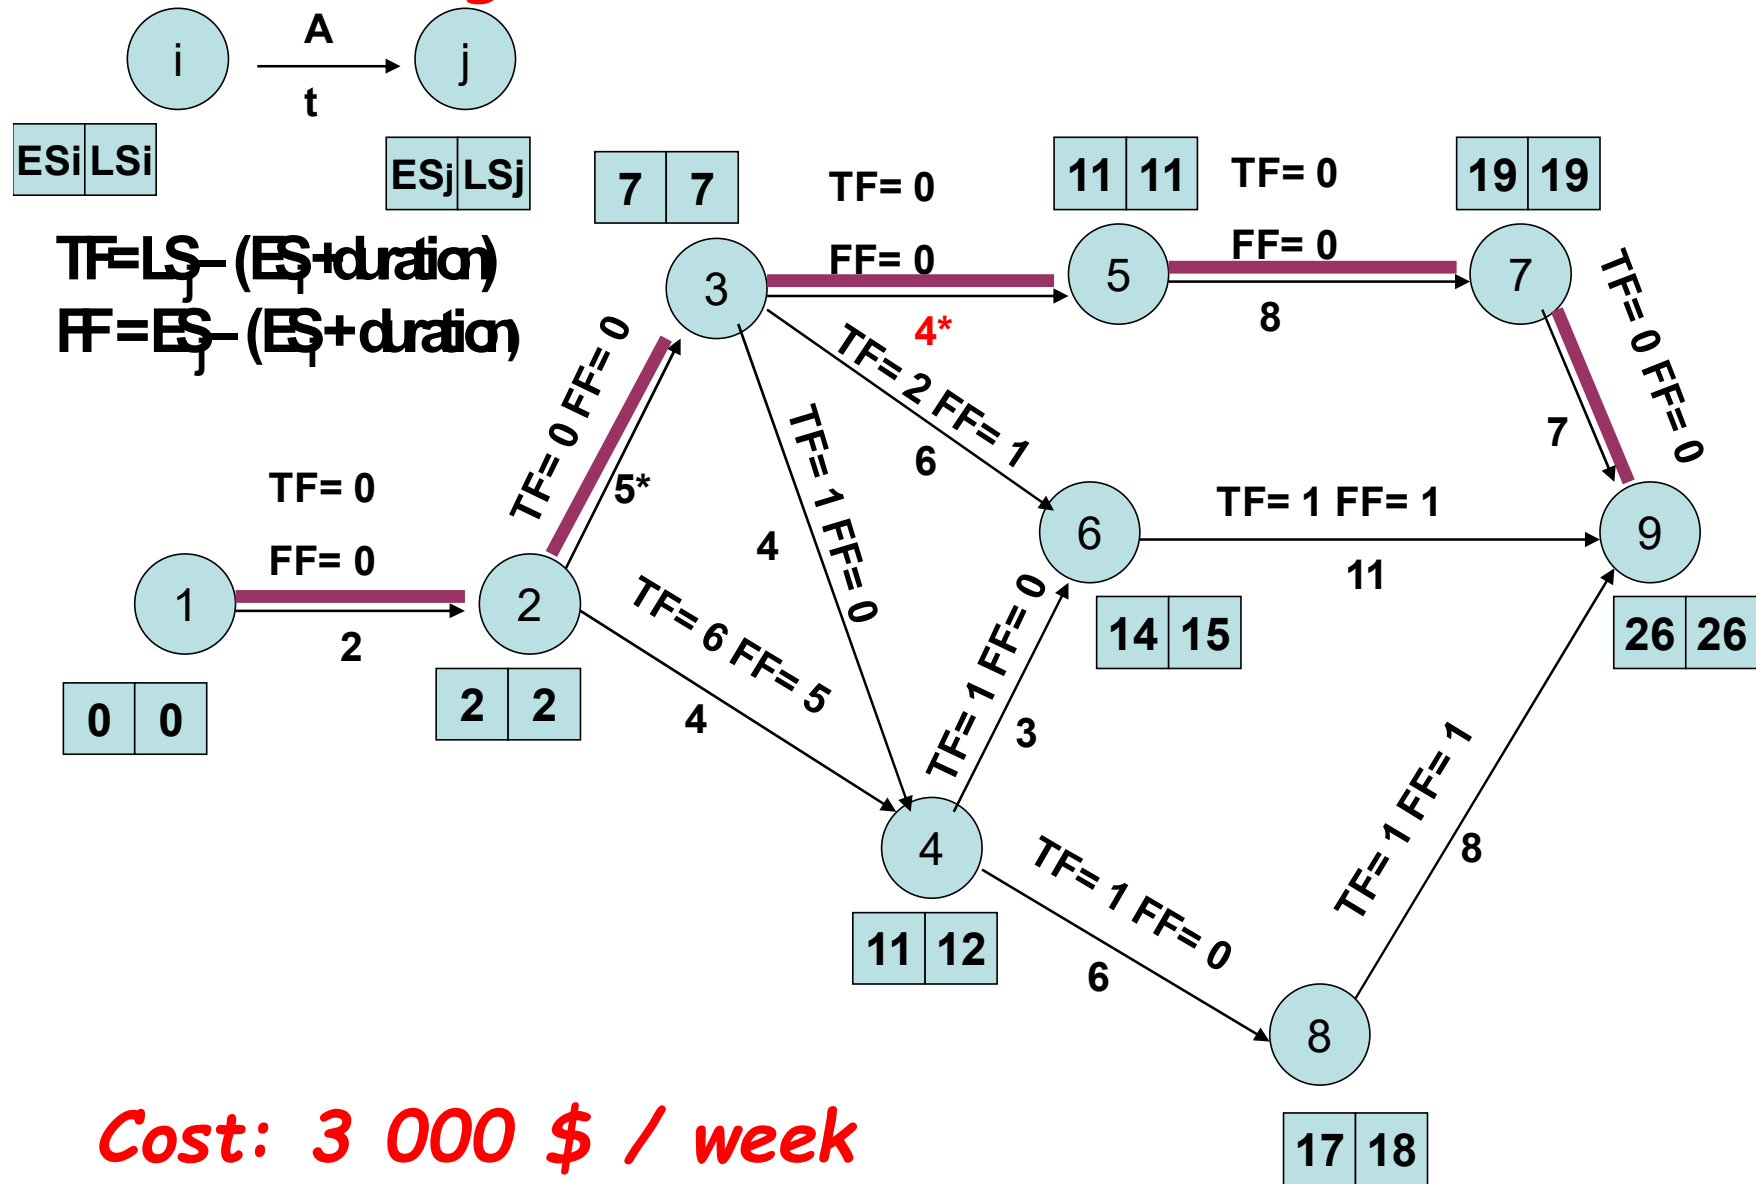 A
i
j
t
ESi LSi
ESj LSj
TF=LSj– (ESi+duration)
FF=ESj– (ESi+duration)
7 7
TF= 0
FF= 0
11 11
TF= 0
FF= 0
19 19
3
5
7
4*
8
TF= 0 FF= 0
7
TF= 0 FF= 0
5*
TF= 2 FF= 1
6
TF= 1 FF= 0
4
TF= 0
FF= 0
1
2
2
TF= 6 FF= 5
4
6
TF= 1 FF= 1
11
9
0 0
2 2
14 15
26 26
TF= 1 FF= 0
3
4
11 12
TF= 1 FF= 0
6
TF= 1 FF= 1
8
8
17 18
Cost: 3 000 $ / week